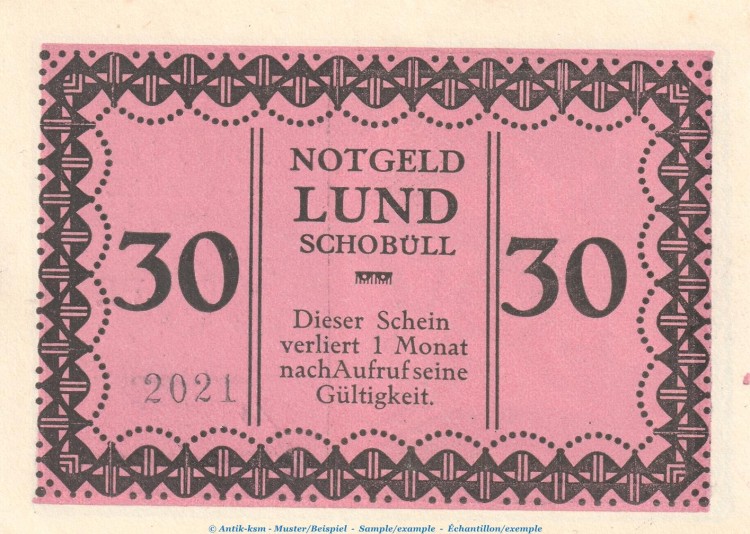 NOTGELD
LUND
SCHOBÜLL
30
30
Dieser Schein
verliert 1 Monat
nachAufrufseine
Gültigkeit.
2021
© Antik-ksm - Muster/Beispiel - Sample/example - Échantillon/exemple